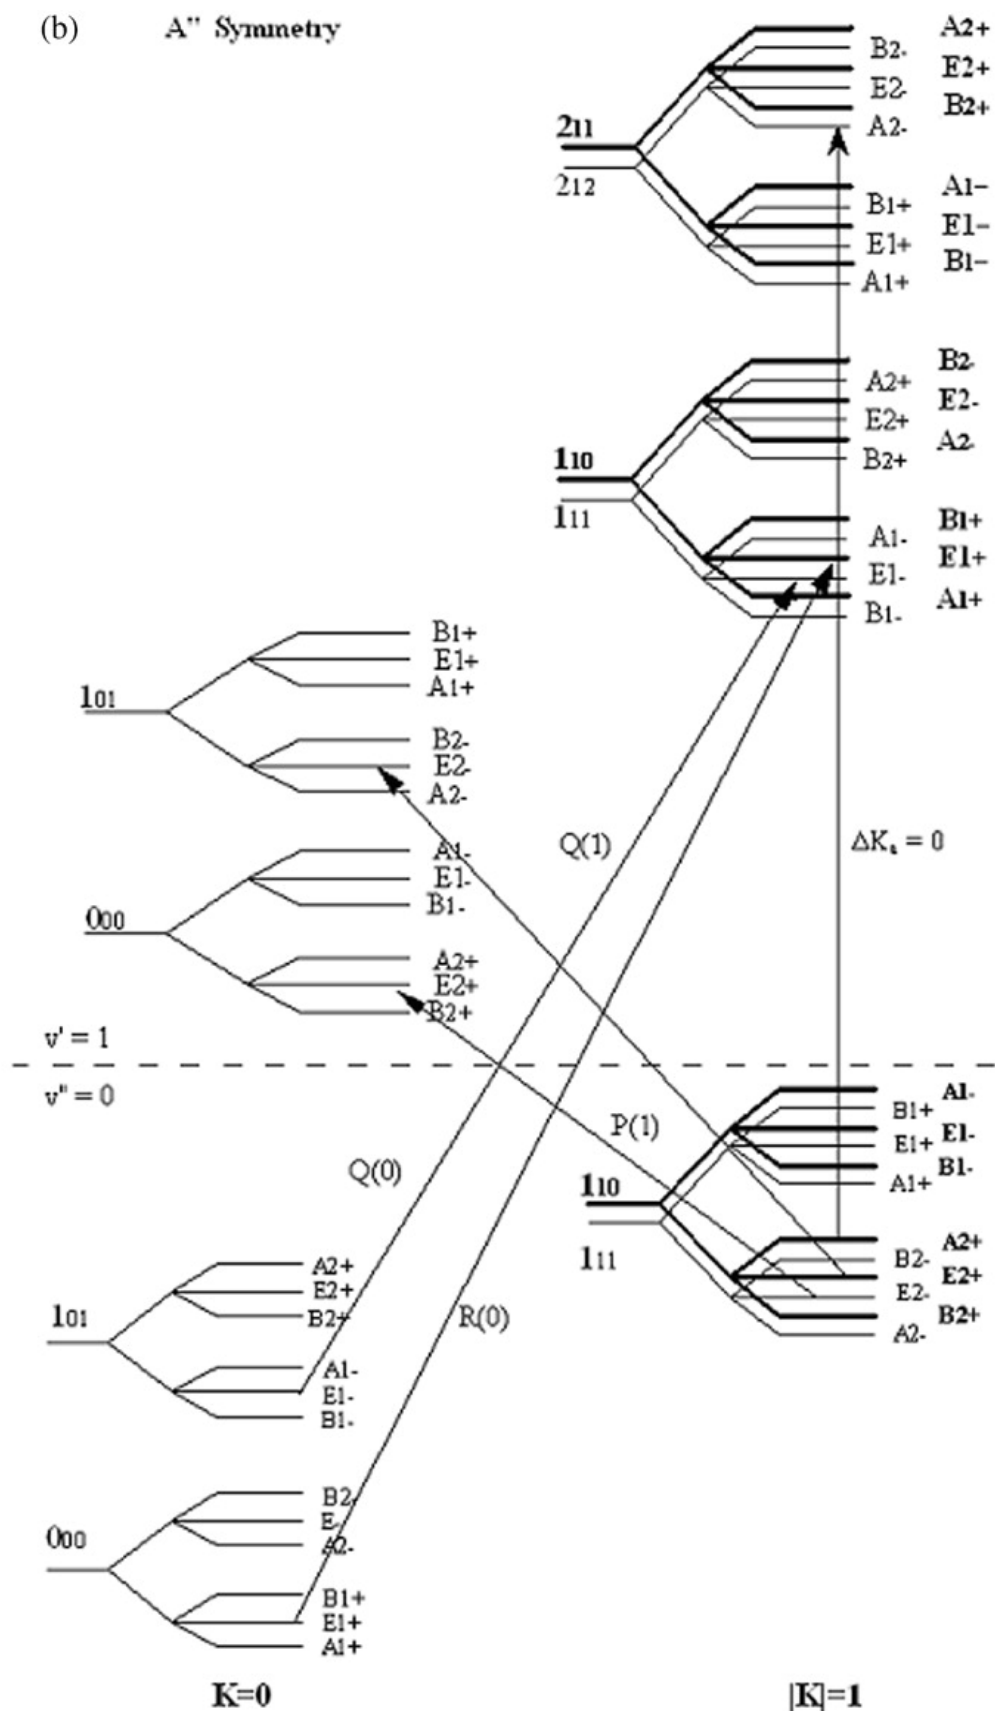 (b) A" Symmetry
A2+
B2-
E2+
E2-
B2+
A2-
211
212
A1−
B1+
E1−
E1+
B1−
A1+
B2-
A2+
E2-
E2+
A2-
B2+
110
111
B1+
A1-
E1+
E1-
A1+
B1-
B1+
E1+
A1+
101
B2-
E2-
A2-
Q(1)
ΔKa = 0
A1-
E1-
B1-
000
A2+
E2+
B2+
v' = 1
v" = 0
A1-
B1+
E1-
E1+
B1-
A1+
P(1)
Q(0)
110
111
A2+
B2-
E2+
E2-
B2+
A2-
A2+
E2+
B2+
101
R(0)
A1-
E1-
B1-
B2-
E-
A2-
000
B1+
E1+
A1+
K=0 |K|=1